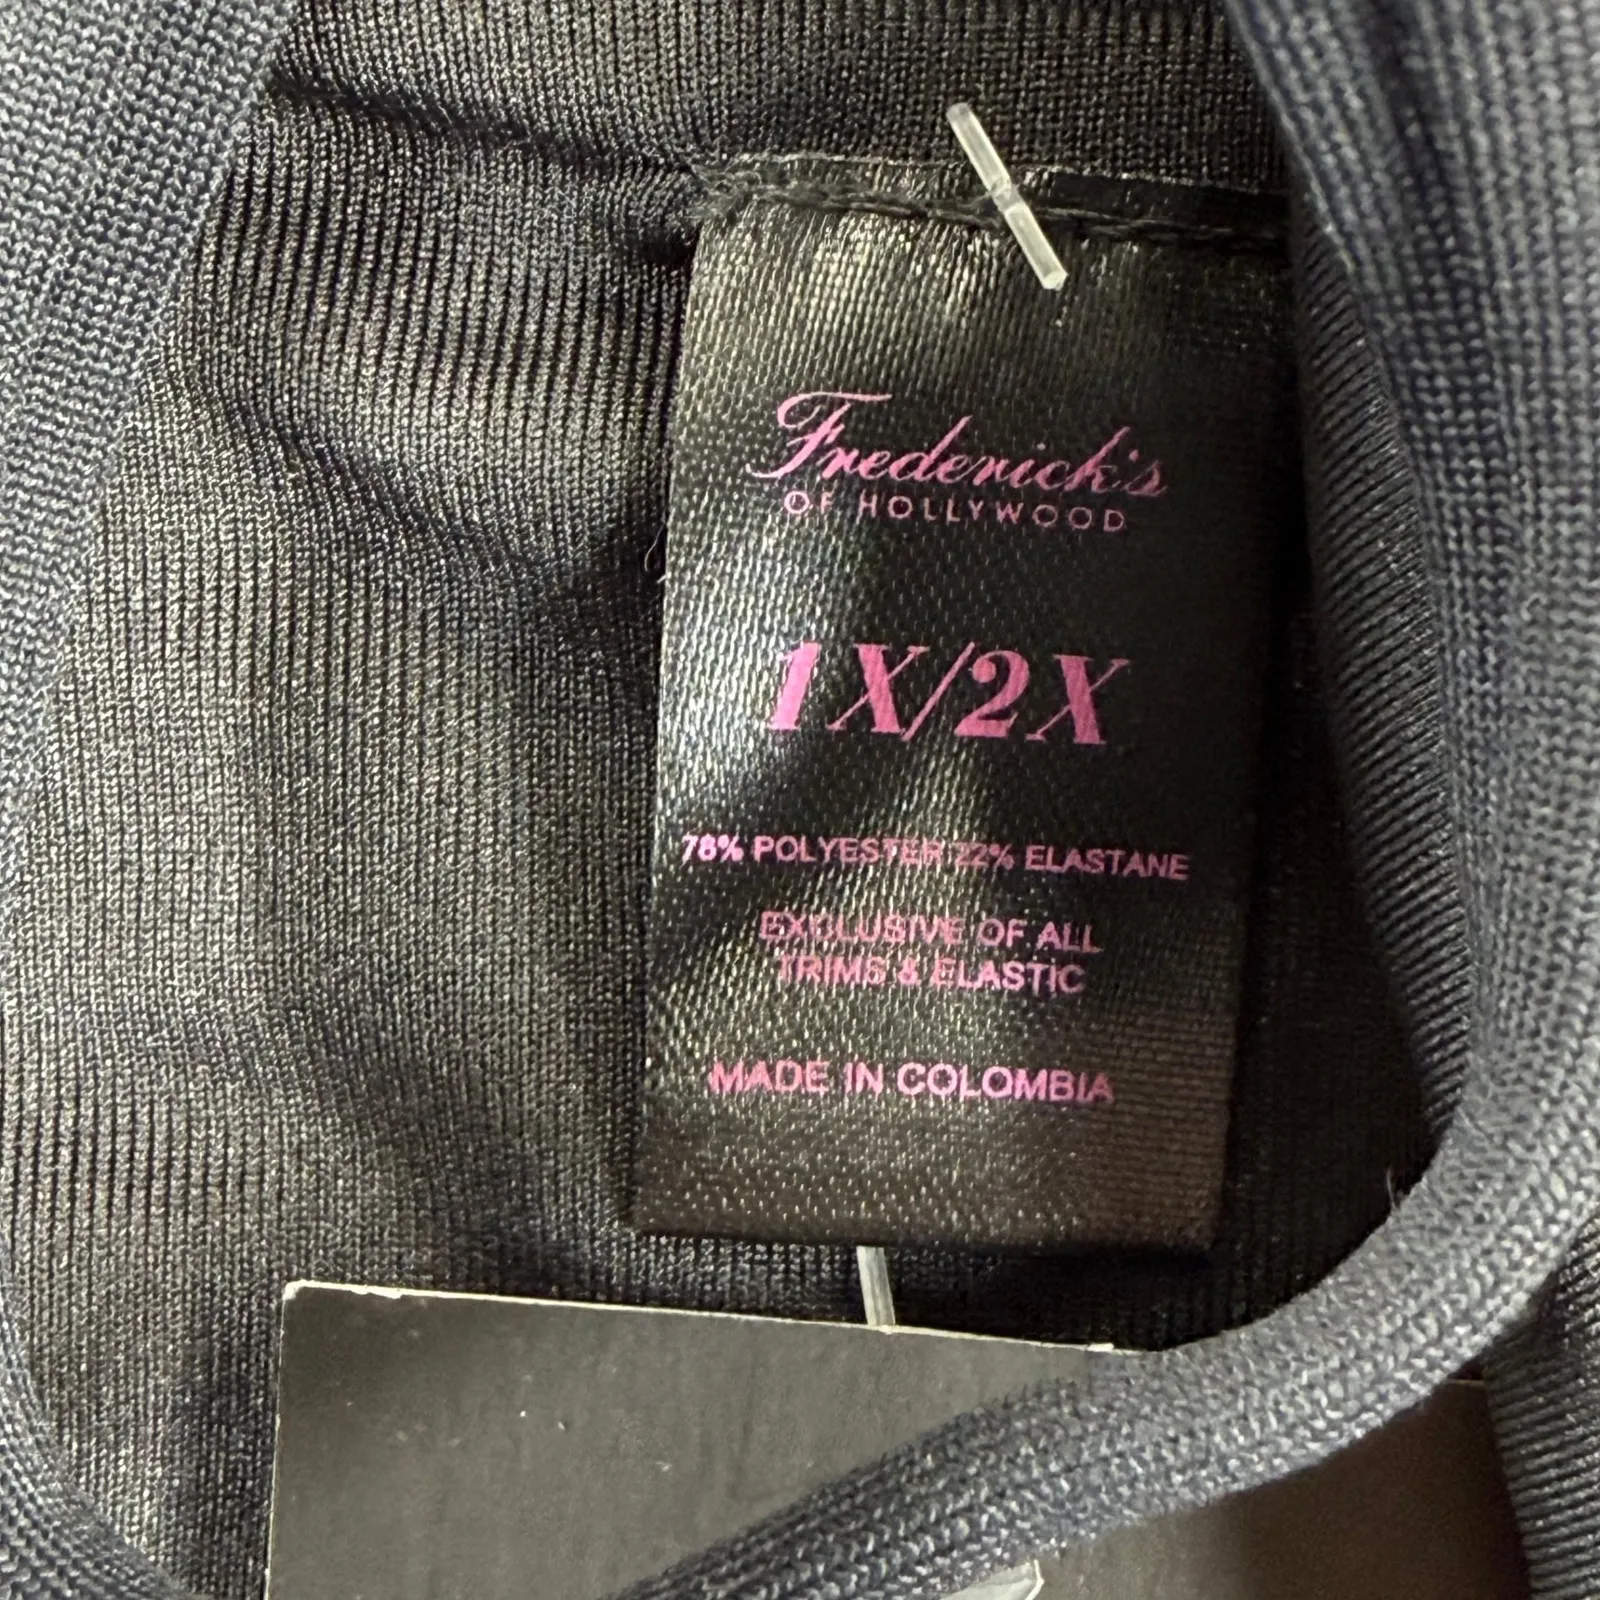 Frederick's
OF HOLLYWOOD
1X/2X
78% POLYESTER 22% ELASTANE
EXCLUSIVE OF ALL
TRIMS & ELASTIC
MADE IN COLOMBIA